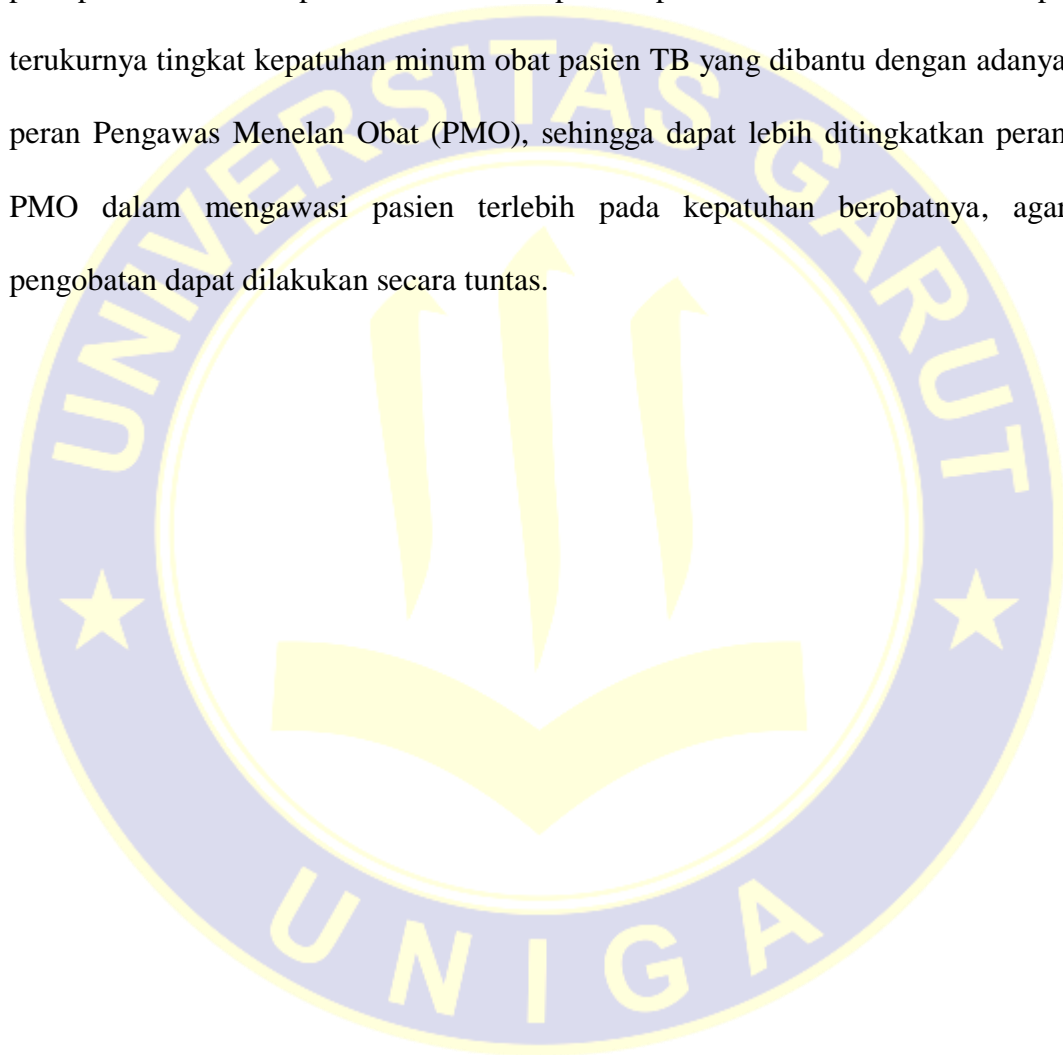 terukurnya tingkat kepatuhan minum obat pasien TB yang dibantu dengan adanya
peran Pengawas Menelan Obat (PMO), sehingga dapat lebih ditingkatkan peran
PMO dalam mengawasi pasien terlebih pada kepatuhan berobatnya, agar
pengobatan dapat dilakukan secara tuntas.
UNIVERSITAS GARUT
UNIGA